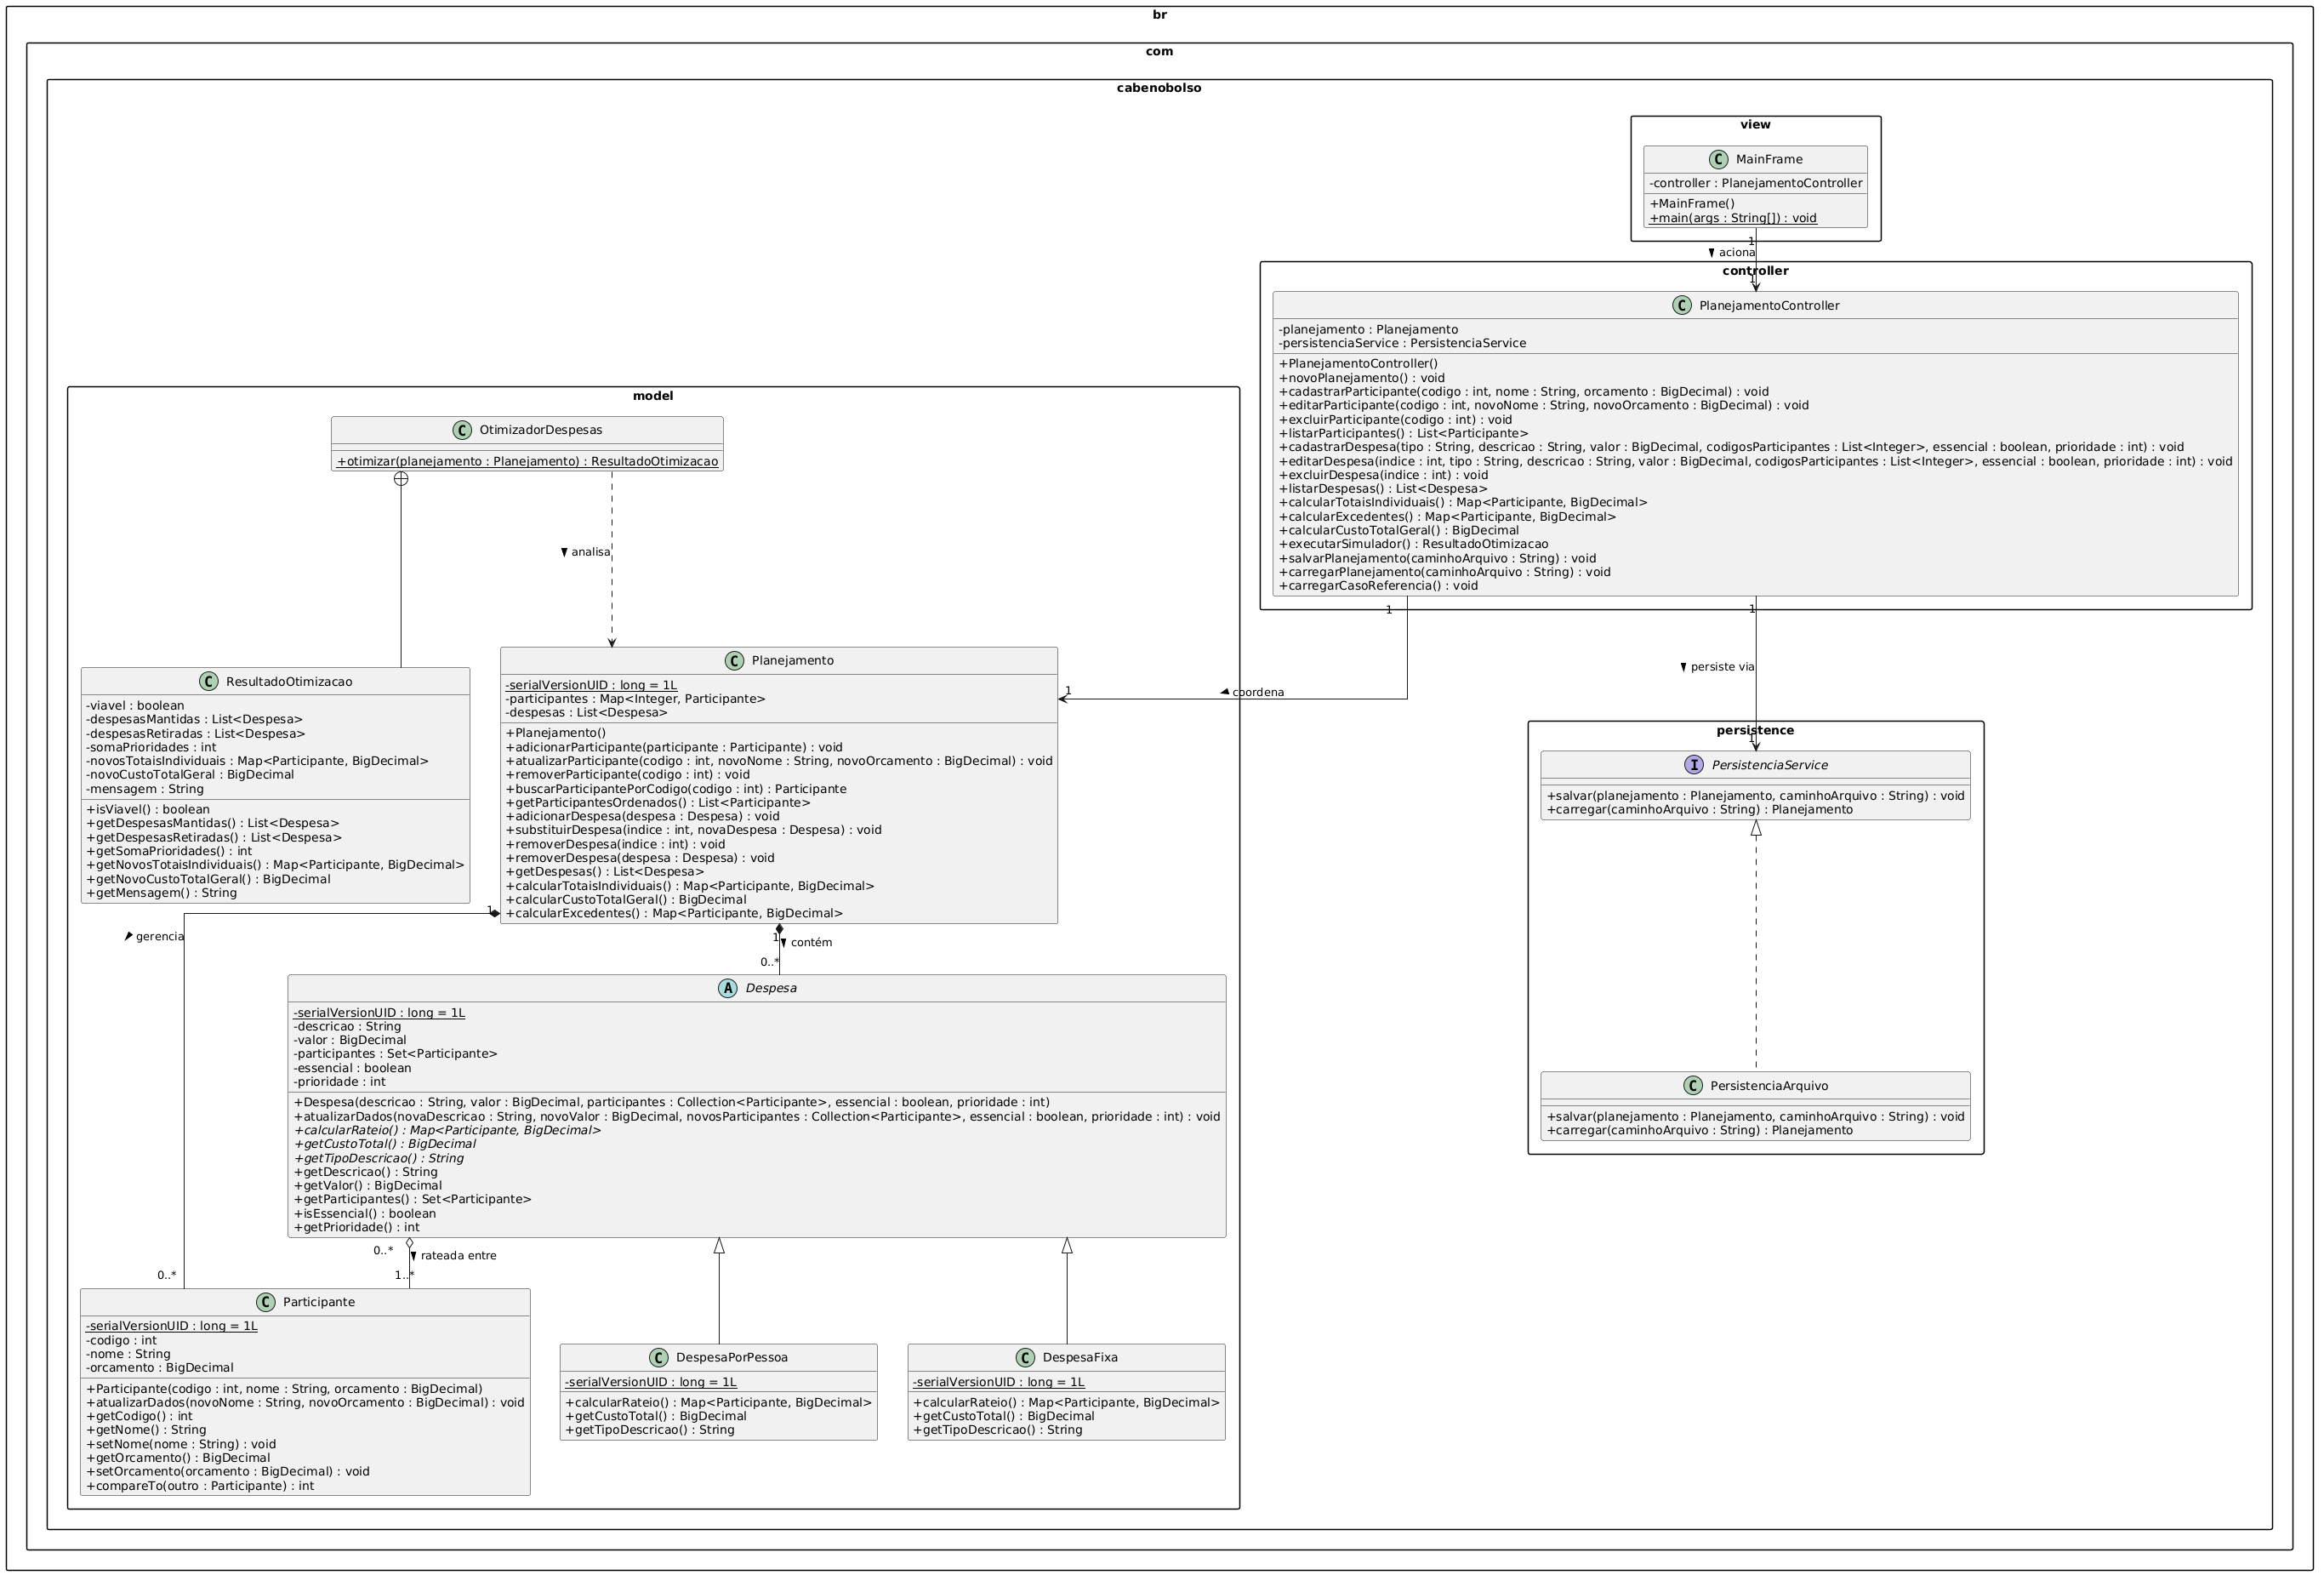 br
com
cabenobolso
view
C MainFrame
-controller : PlanejamentoController
+MainFrame()
+main(args : String[]) : void
1
aciona
1
controller
C PlanejamentoController
-planejamento : Planejamento
-persistenciaService : PersistenciaService
+PlanejamentoController()
+novoPlanejamento() : void
+cadastrarParticipante(codigo : int, nome : String, orcamento : BigDecimal) : void
+editarParticipante(codigo : int, novoNome : String, novoOrcamento : BigDecimal) : void
+excluirParticipante(codigo : int) : void
+listarParticipantes() : List<Participante>
+cadastrarDespesa(tipo : String, descricao : String, valor : BigDecimal, codigosParticipantes : List<Integer>, essencial : boolean, prioridade : int) : void
+editarDespesa(indice : int, tipo : String, descricao : String, valor : BigDecimal, codigosParticipantes : List<Integer>, essencial : boolean, prioridade : int) : void
+excluirDespesa(indice : int) : void
+listarDespesas() : List<Despesa>
+calcularTotaisIndividuais() : Map<Participante, BigDecimal>
+calcularExcedentes() : Map<Participante, BigDecimal>
+calcularCustoTotalGeral() : BigDecimal
+executarSimulador() : ResultadoOtimizacao
+salvarPlanejamento(caminhoArquivo : String) : void
+carregarPlanejamento(caminhoArquivo : String) : void
+carregarCasoReferencia() : void
1
1
coordena
1
persiste via
1
model
C OtimizadorDespesas
+otimizar(planejamento : Planejamento) : ResultadoOtimizacao
analisa
C ResultadoOtimizacao
-viavel : boolean
-despesasMantidas : List<Despesa>
-despesasRetiradas : List<Despesa>
-somaPrioridades : int
-novosTotaisIndividuais : Map<Participante, BigDecimal>
-novoCustoTotalGeral : BigDecimal
-mensagem : String
+isViavel() : boolean
+getDespesasMantidas() : List<Despesa>
+getDespesasRetiradas() : List<Despesa>
+getSomaPrioridades() : int
+getNovosTotaisIndividuais() : Map<Participante, BigDecimal>
+getNovoCustoTotalGeral() : BigDecimal
+getMensagem() : String
C Planejamento
-serialVersionUID : long = 1L
-participantes : Map<Integer, Participante>
-despesas : List<Despesa>
+Planejamento()
+adicionarParticipante(participante : Participante) : void
+atualizarParticipante(codigo : int, novoNome : String, novoOrcamento : BigDecimal) : void
+removerParticipante(codigo : int) : void
+buscarParticipantePorCodigo(codigo : int) : Participante
+getParticipantesOrdenados() : List<Participante>
+adicionarDespesa(despesa : Despesa) : void
+substituirDespesa(indice : int, novaDespesa : Despesa) : void
+removerDespesa(indice : int) : void
+removerDespesa(despesa : Despesa) : void
+getDespesas() : List<Despesa>
+calcularTotaisIndividuais() : Map<Participante, BigDecimal>
+calcularCustoTotalGeral() : BigDecimal
+calcularExcedentes() : Map<Participante, BigDecimal>
1
gerencia
0..*
1
contém
0..*
persistence
I PersistenciaService
+salvar(planejamento : Planejamento, caminhoArquivo : String) : void
+carregar(caminhoArquivo : String) : Planejamento
C PersistenciaArquivo
+salvar(planejamento : Planejamento, caminhoArquivo : String) : void
+carregar(caminhoArquivo : String) : Planejamento
A Despesa
-serialVersionUID : long = 1L
-descricao : String
-valor : BigDecimal
-participantes : Set<Participante>
-essencial : boolean
-prioridade : int
+Despesa(descricao : String, valor : BigDecimal, participantes : Collection<Participante>, essencial : boolean, prioridade : int)
+atualizarDados(novaDescricao : String, novoValor : BigDecimal, novosParticipantes : Collection<Participante>, essencial : boolean, prioridade : int) : void
+calcularRateio() : Map<Participante, BigDecimal>
+getCustoTotal() : BigDecimal
+getTipoDescricao() : String
+getDescricao() : String
+getValor() : BigDecimal
+getParticipantes() : Set<Participante>
+isEssencial() : boolean
+getPrioridade() : int
0..*
rateada entre
1..*
C Participante
-serialVersionUID : long = 1L
-codigo : int
-nome : String
-orcamento : BigDecimal
+Participante(codigo : int, nome : String, orcamento : BigDecimal)
+atualizarDados(novoNome : String, novoOrcamento : BigDecimal) : void
+getCodigo() : int
+getNome() : String
+setNome(nome : String) : void
+getOrcamento() : BigDecimal
+setOrcamento(orcamento : BigDecimal) : void
+compareTo(outro : Participante) : int
C DespesaPorPessoa
-serialVersionUID : long = 1L
+calcularRateio() : Map<Participante, BigDecimal>
+getCustoTotal() : BigDecimal
+getTipoDescricao() : String
C DespesaFixa
-serialVersionUID : long = 1L
+calcularRateio() : Map<Participante, BigDecimal>
+getCustoTotal() : BigDecimal
+getTipoDescricao() : String